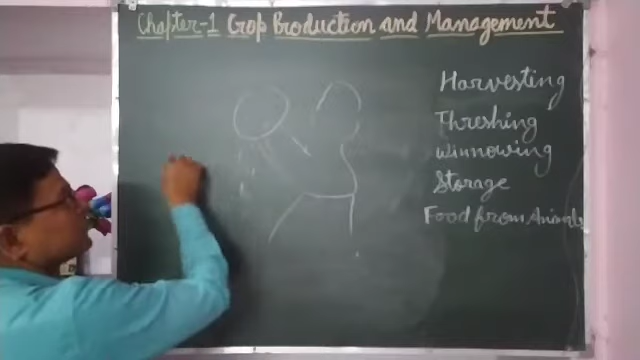 Chapter-1 Crop Production and Management
Harvesting
Threshing
Winnowing
Storage
Food from Animals